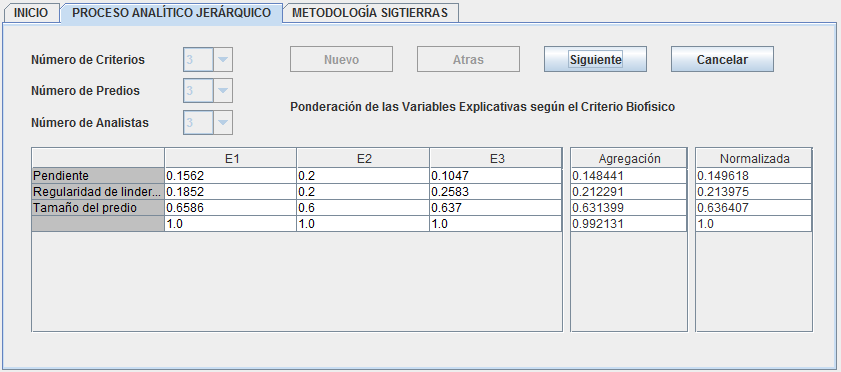 INICIO PROCESO ANALÍTICO JERÁRQUICO METODOLOGÍA SIGTIERRAS
Número de Criterios 3 Nuevo Atras Siguiente Cancelar
Número de Predios 3
Ponderación de las Variables Explicativas según el Criterio Biofísico
Número de Analistas 3
E1 E2 E3 Agregación Normalizada
Pendiente 0.1562 0.2 0.1047 0.148441 0.149618
Regularidad de linder... 0.1852 0.2 0.2583 0.212291 0.213975
Tamaño del predio 0.6586 0.6 0.637 0.631399 0.636407
1.0 1.0 1.0 0.992131 1.0